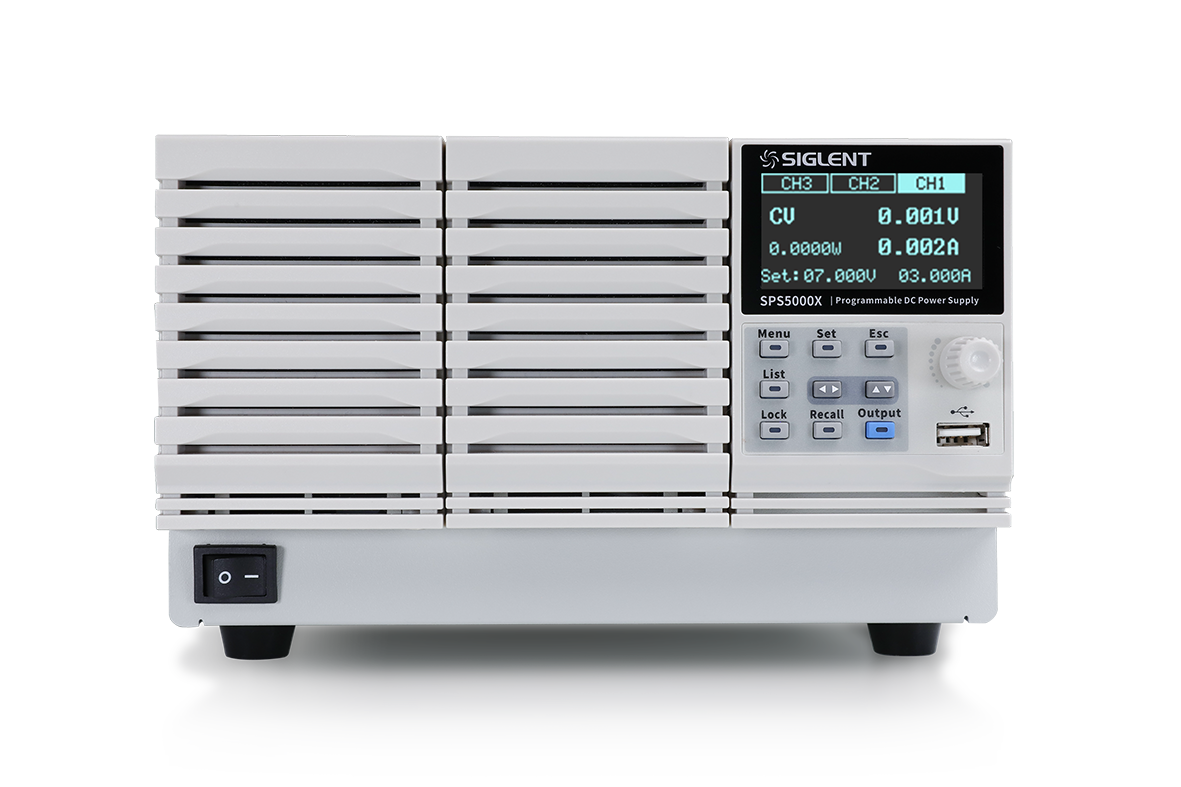 SIGLENT
CH3 CH2 CH1
CV 0.001V
0.0000W 0.002A
Set: 07.000V 03.000A
SPS5000X | Programmable DC Power Supply
Menu Set Esc
List
Lock Recall Output
O —